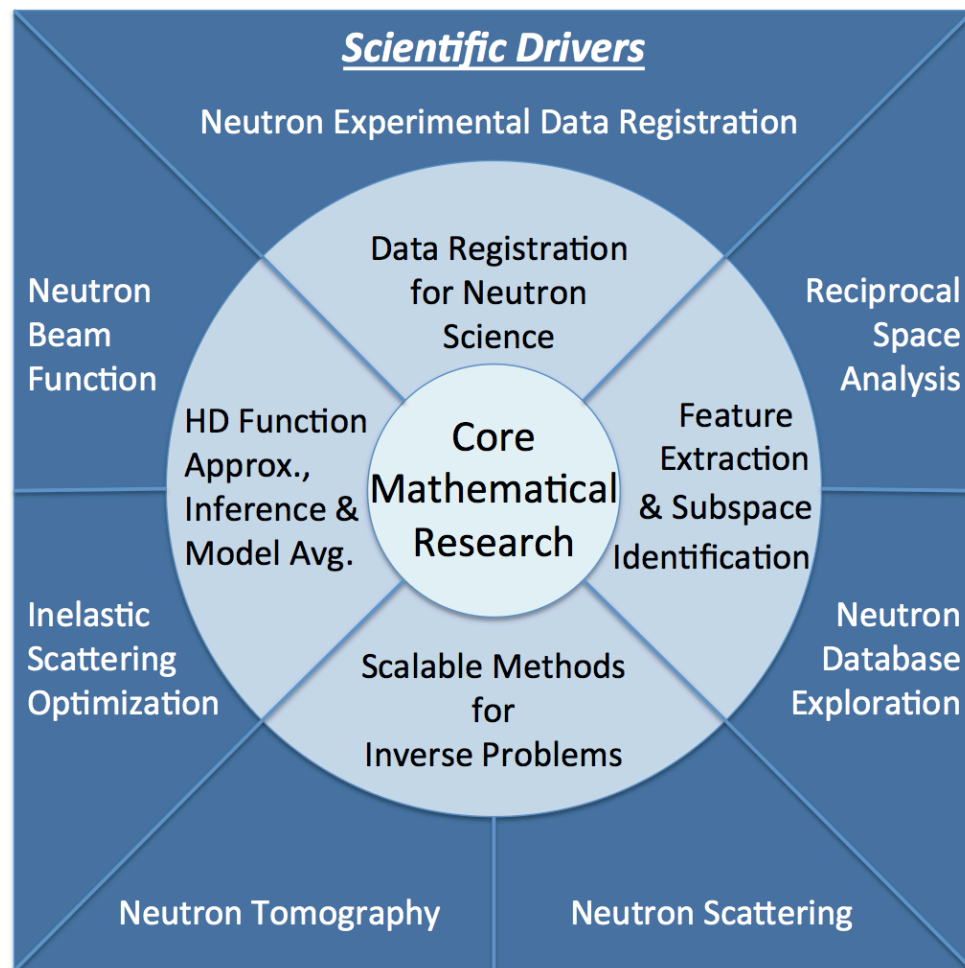 Scientific Drivers
Neutron Experimental Data Registration
Data Registration
for Neutron
Science
Neutron
Beam
Function
Reciprocal
Space
Analysis
HD Function
Approx.,
Inference &
Model Avg.
Core
Mathematical
Research
Feature
Extraction
& Subspace
Identification
Inelastic
Scattering
Optimization
Neutron
Database
Exploration
Scalable Methods
for
Inverse Problems
Neutron Tomography
Neutron Scattering